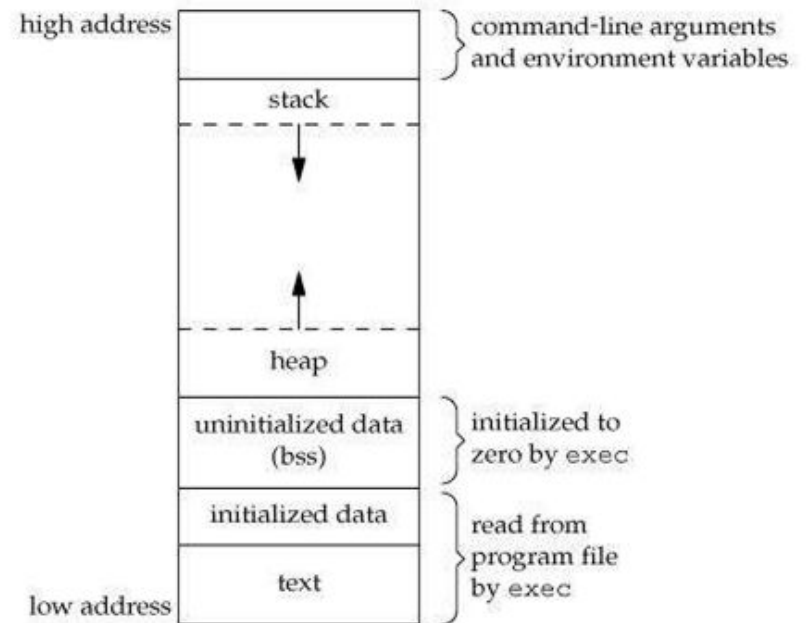 high address
command-line arguments
and environment variables
stack
heap
uninitialized data
(bss)
initialized to
zero by exec
initialized data
read from
program file
by exec
text
low address